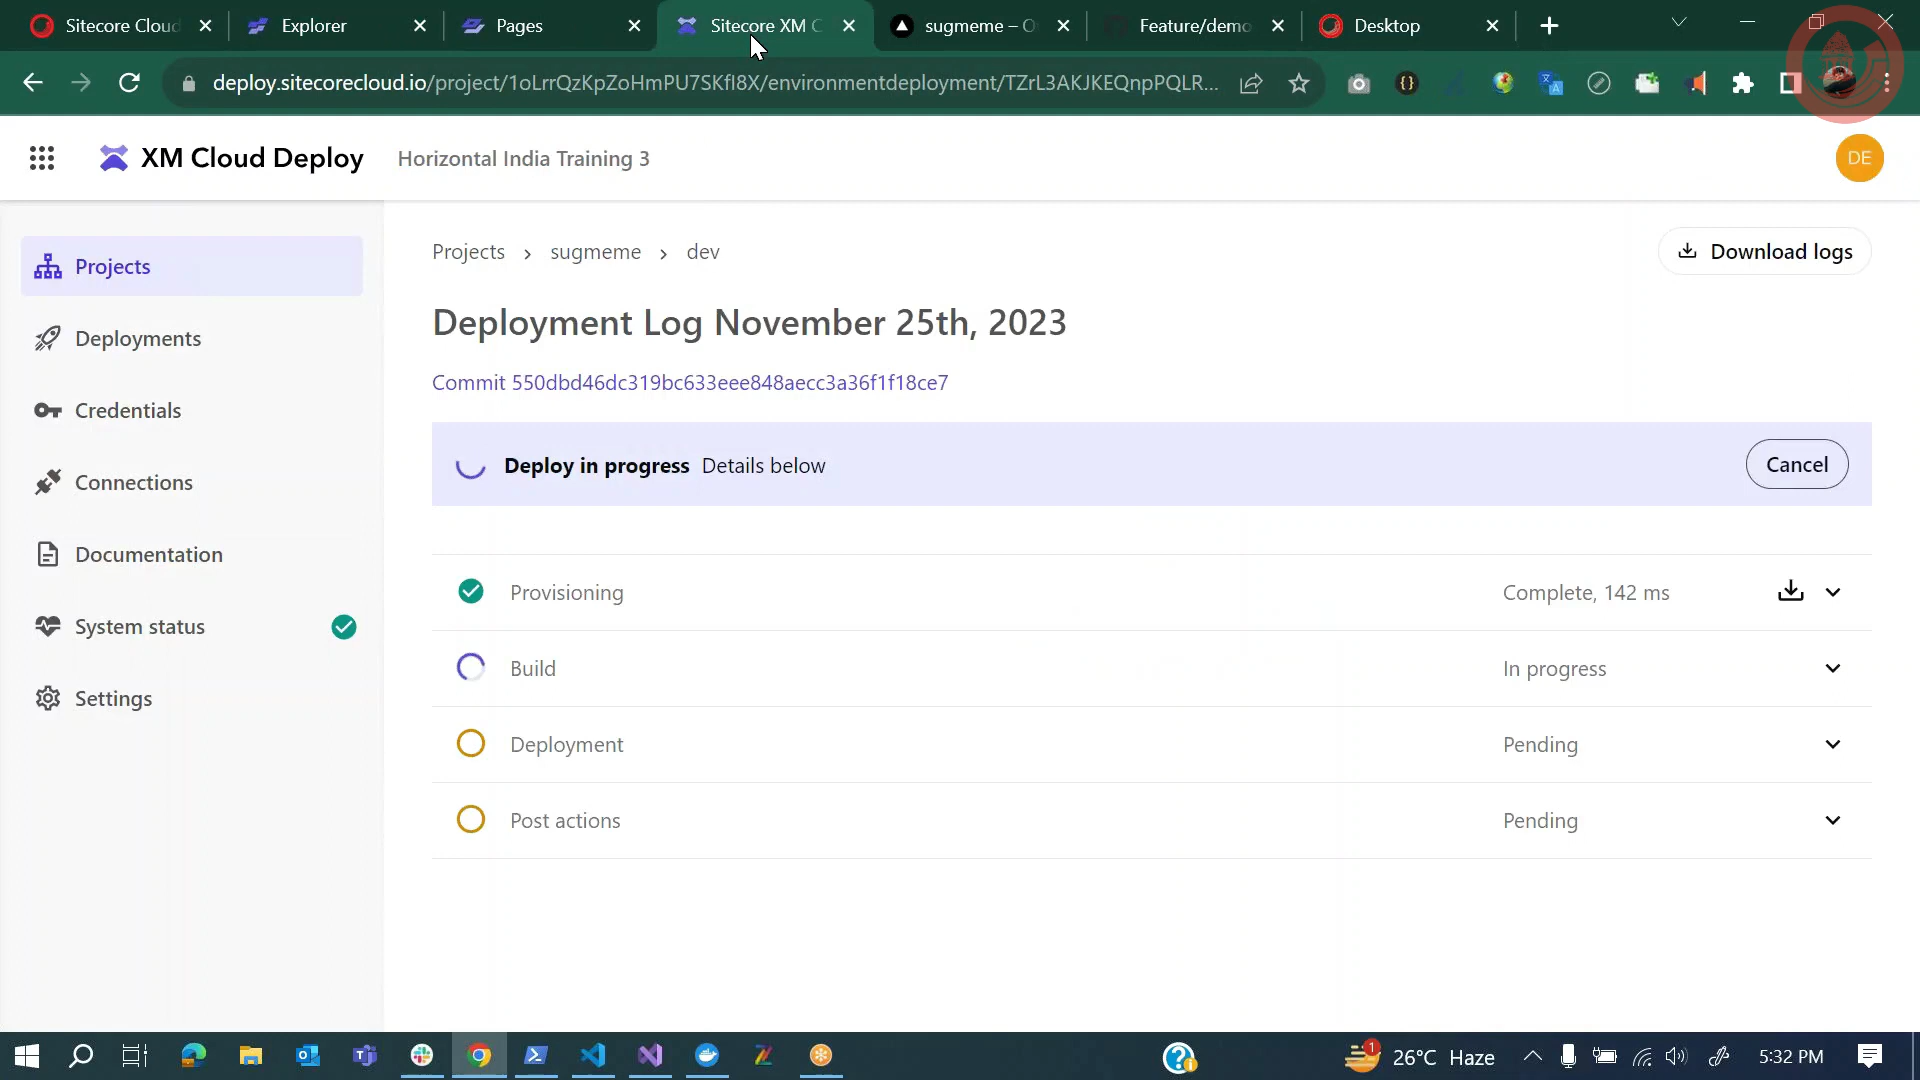 Sitecore Cloud
Explorer
Pages
Sitecore XM C
sugmeme – O
Feature/demo
Desktop
deploy.sitecorecloud.io/project/1oLrrQzKpZoHmPU7SKfl8X/environmentdeployment/TZrL3AKJKEQnpPQLR...
XM Cloud Deploy
Horizontal India Training 3
DE
Projects
Deployments
Credentials
Connections
Documentation
System status
Settings
Projects > sugmeme > dev
Download logs
Deployment Log November 25th, 2023
Commit 550dbd46dc319bc633eee848aecc3a36f1f18ce7
Deploy in progress Details below
Cancel
Provisioning
Complete, 142 ms
Build
In progress
Deployment
Pending
Post actions
Pending
1
26°C Haze
5:32 PM